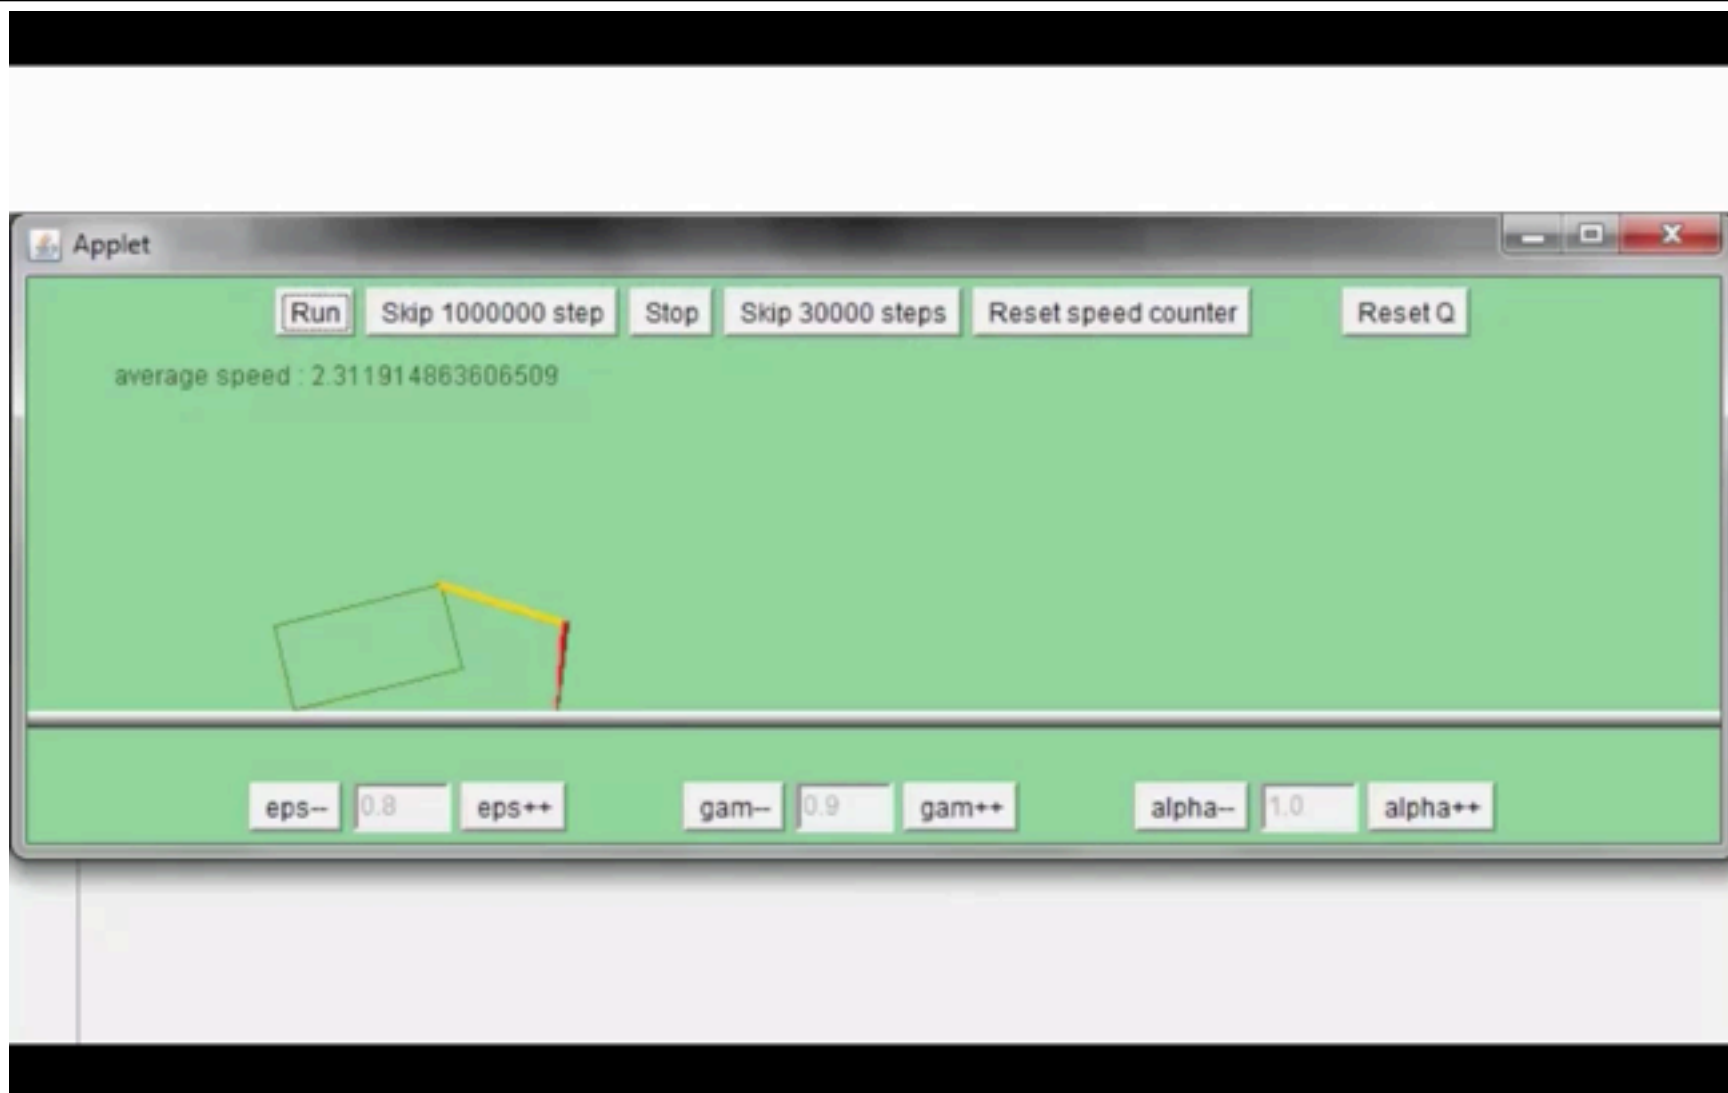 Applet
Run Skip 1000000 step Stop Skip 30000 steps Reset speed counter Reset Q
average speed : 2.311914863606509
eps-- 0.8 eps++ gam-- 0.9 gam++ alpha-- 1.0 alpha++